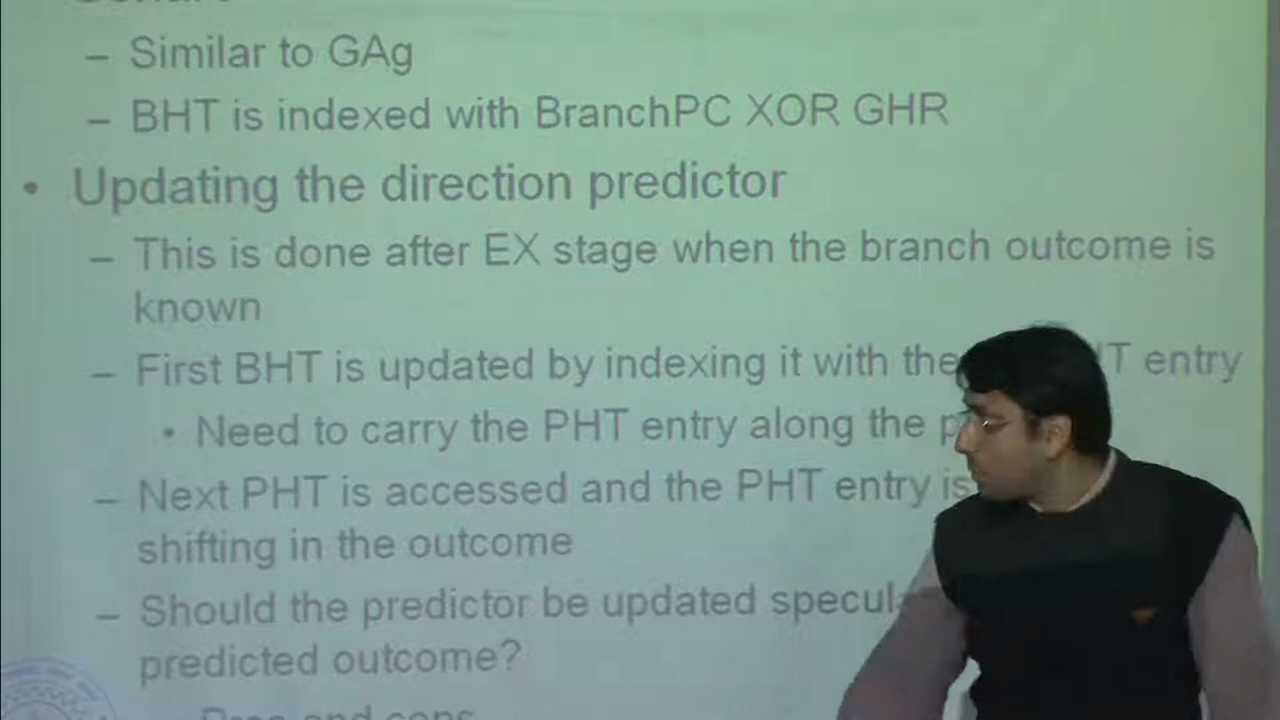 – Similar to GAg
– BHT is indexed with BranchPC XOR GHR
• Updating the direction predictor
– This is done after EX stage when the branch outcome is
known
– First BHT is updated by indexing it with the entry
• Need to carry the PHT entry along the
– Next PHT is accessed and the PHT entry is
shifting in the outcome
– Should the predictor be updated
predicted outcome?
Pros and cons